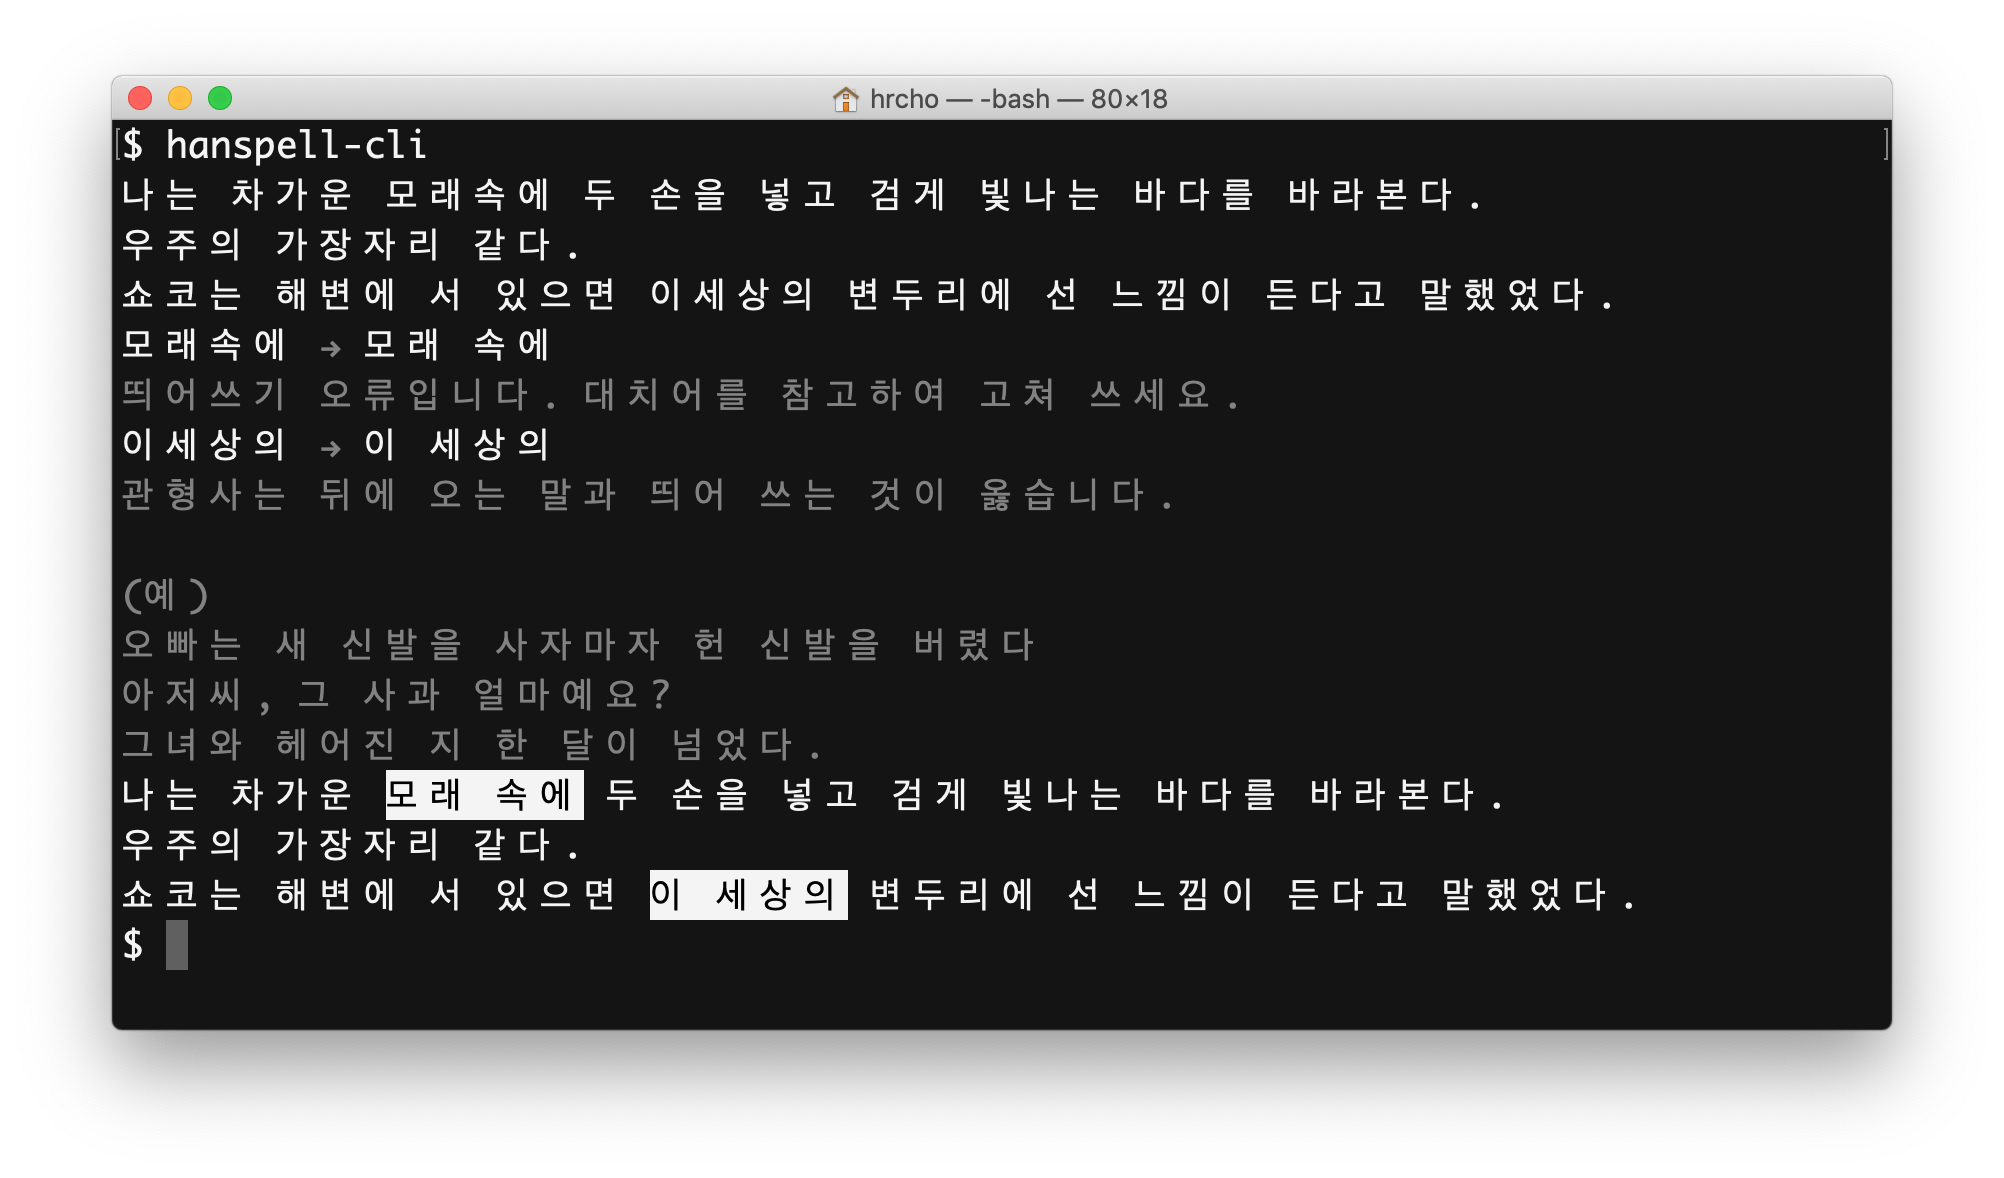 hrcho — -bash — 80×18
$ hanspell-cli
나는 차가운 모래속에 두 손을 넣고 검게 빛나는 바다를 바라본다.
우주의 가장자리 같다.
쇼코는 해변에 서 있으면 이세상의 변두리에 선 느낌이 든다고 말했었다.
모래속에 → 모래 속에
띄어쓰기 오류입니다. 대치어를 참고하여 고쳐 쓰세요.
이세상의 → 이 세상의
관형사는 뒤에 오는 말과 띄어 쓰는 것이 옳습니다.
(예)
오빠는 새 신발을 사자마자 헌 신발을 버렸다
아저씨, 그 사과 얼마예요?
그녀와 헤어진 지 한 달이 넘었다.
나는 차가운 모래 속에 두 손을 넣고 검게 빛나는 바다를 바라본다.
우주의 가장자리 같다.
쇼코는 해변에 서 있으면 이 세상의 변두리에 선 느낌이 든다고 말했었다.
$